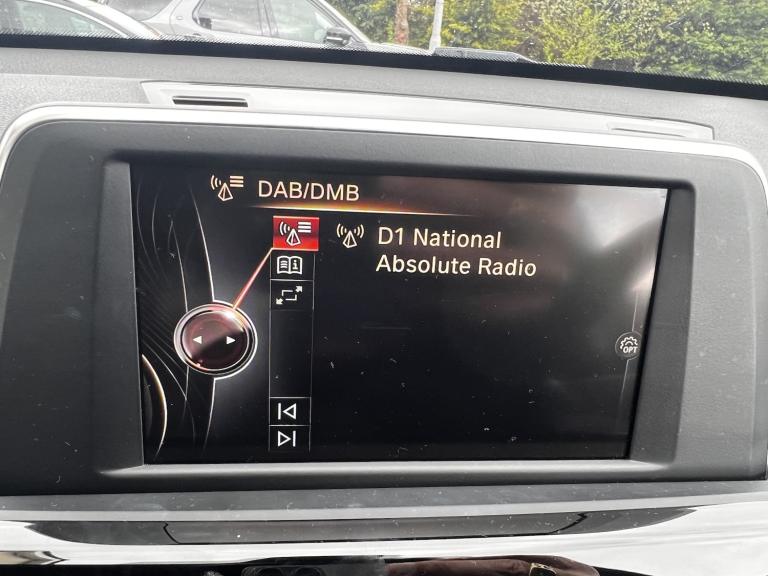 DAB/DMB
D1 National
Absolute Radio
OPT